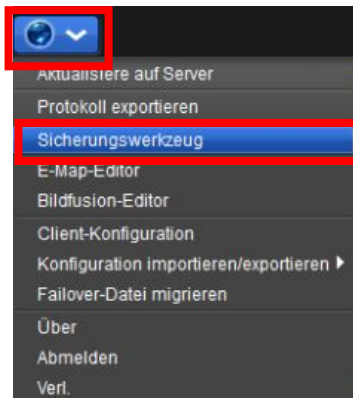 Aktualisiere auf Server
Protokoll exportieren
Sicherungswerkzeug
E-Map-Editor
Bildfusion-Editor
Client-Konfiguration
Konfiguration importieren/exportieren
Failover-Datei migrieren
Über
Abmelden
Verl.